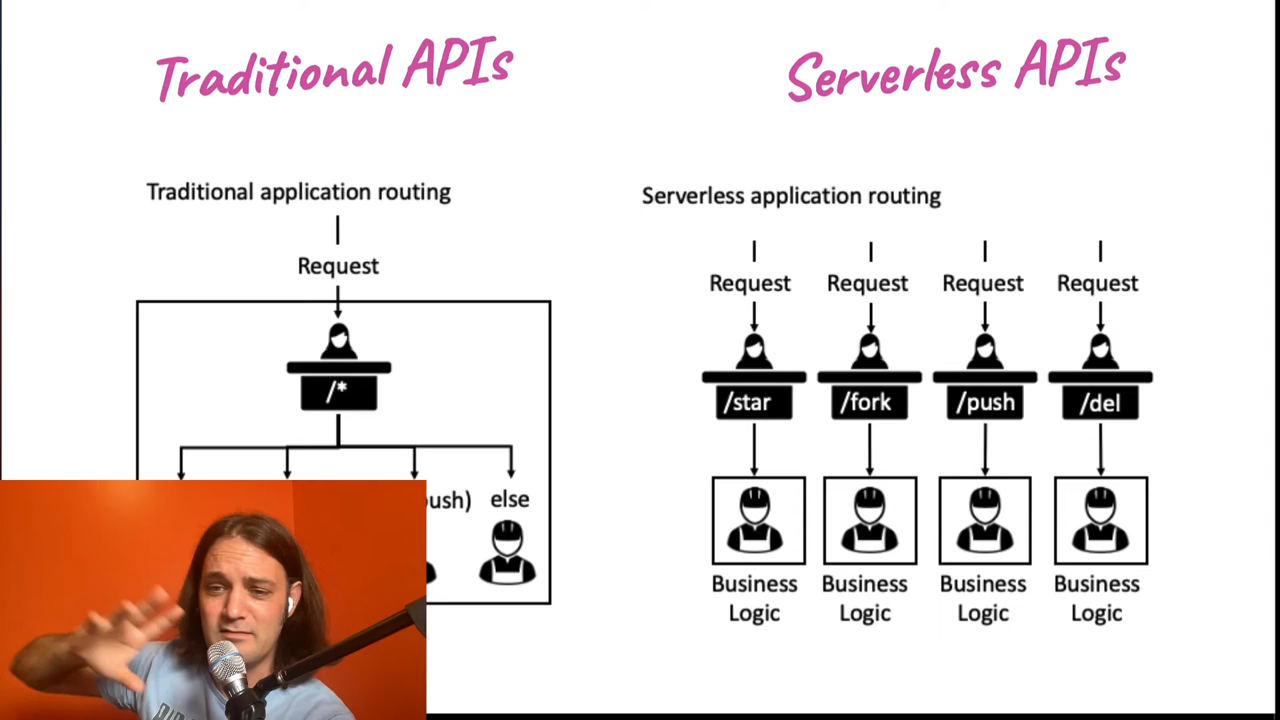 Traditional APIs
Serverless APIs
Traditional application routing
Request
/*
else
Serverless application routing
Request Request Request Request
/star /fork /push /del
Business Business Business Business
Logic Logic Logic Logic